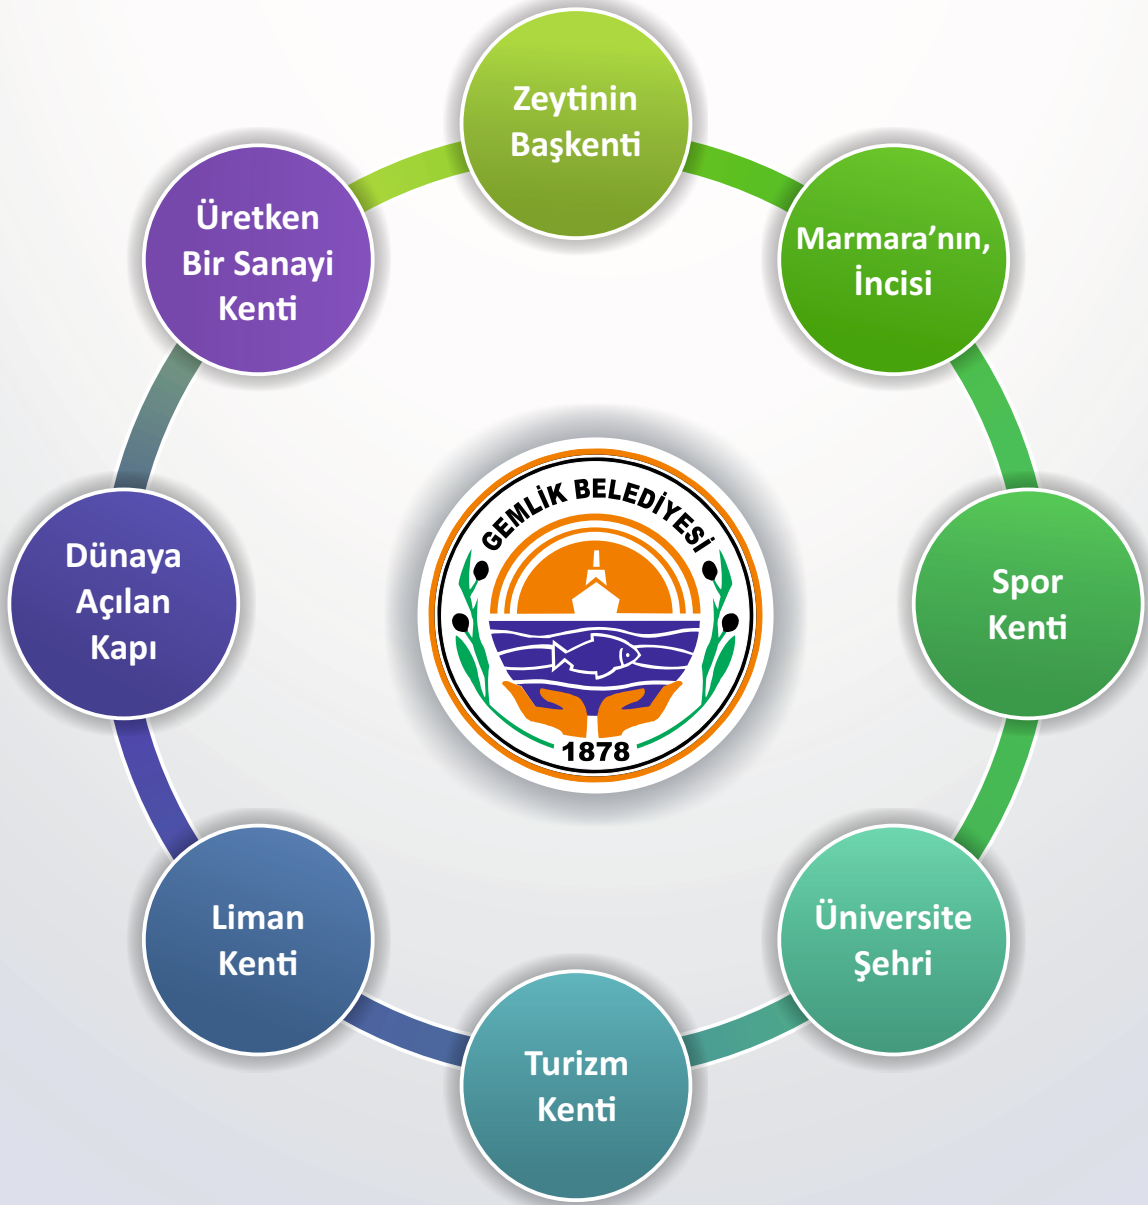 Zeytinin
Başkenti
Marmara’nın,
İncisi
Spor
Kenti
Üniversite
Şehri
Turizm
Kenti
Liman
Kenti
Dünaya
Açılan
Kapı
Üretken
Bir Sanayi
Kenti
GEMLİK BELEDİYESİ
1878